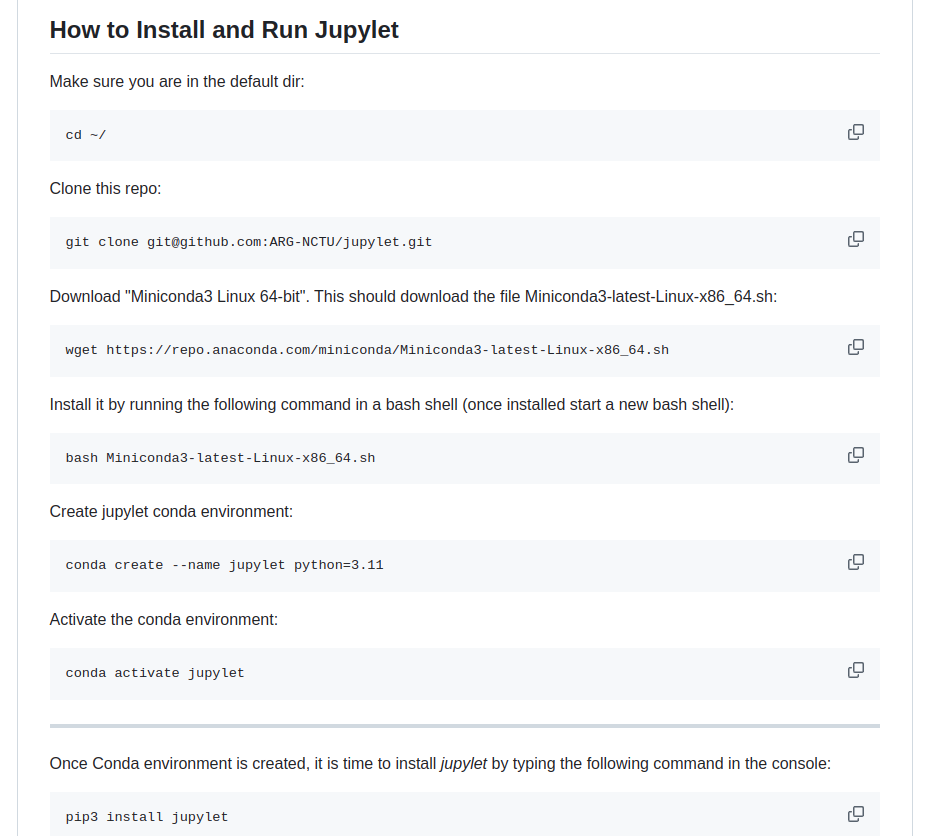 How to Install and Run Jupylet
Make sure you are in the default dir:
cd ~/
Clone this repo:
git clone git@github.com:ARG-NCTU/jupylet.git
Download "Miniconda3 Linux 64-bit". This should download the file Miniconda3-latest-Linux-x86_64.sh:
wget https://repo.anaconda.com/miniconda/Miniconda3-latest-Linux-x86_64.sh
Install it by running the following command in a bash shell (once installed start a new bash shell):
bash Miniconda3-latest-Linux-x86_64.sh
Create jupylet conda environment:
conda create --name jupylet python=3.11
Activate the conda environment:
conda activate jupylet
Once Conda environment is created, it is time to install jupylet by typing the following command in the console:
pip3 install jupylet